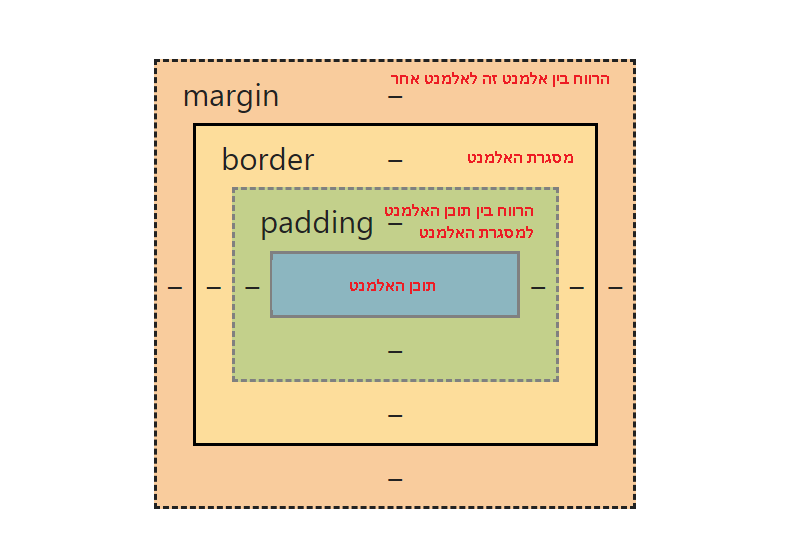 הרווח בין אלמנט זה לאלמנט אחר
margin
–
border
–
מסגרת האלמנט
padding
–
הרווח בין תוכן האלמנט
למסגרת האלמנט
– – –
תוכן האלמנט
– – –
–
–
–